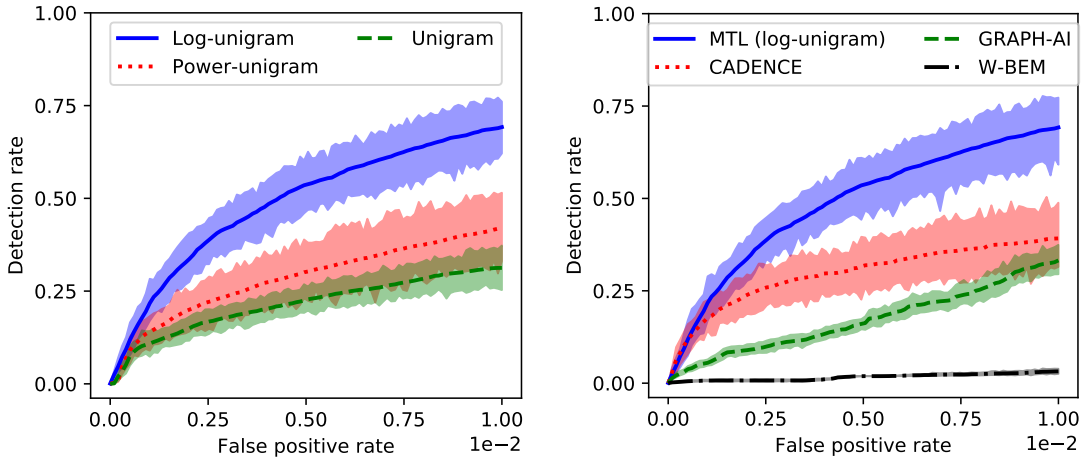 Log-unigram
Power-unigram
Unigram
1.00
0.75
0.50
0.25
0.00
Detection rate
0.00
0.25
0.50
0.75
1.00
False positive rate
1e−2
MTL (log-unigram)
CADENCE
GRAPH-AI
W-BEM
1.00
0.75
0.50
0.25
0.00
Detection rate
0.00
0.25
0.50
0.75
1.00
False positive rate
1e−2